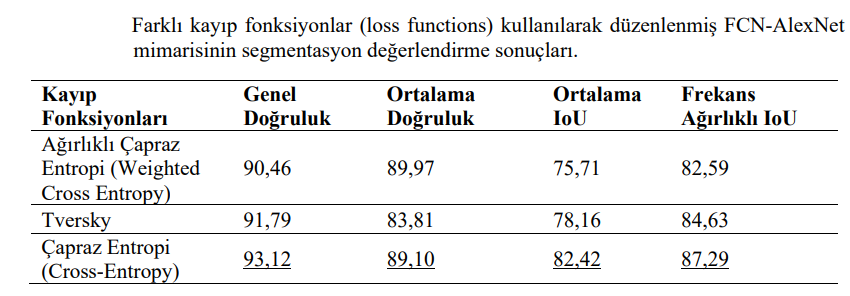 Farklı kayıp fonksiyonlar (loss functions) kullanılarak düzenlenmiş FCN-AlexNet
mimarisinin segmentasyon değerlendirme sonuçları.
Kayıp Genel Ortalama Ortalama Frekans
Fonksiyonları Doğruluk Doğruluk IoU Ağırlıklı IoU
Ağırlıklı Çapraz
Entropi (Weighted 90,46 89,97 75,71 82,59
Cross Entropy)
Tversky 91,79 83,81 78,16 84,63
Çapraz Entropi
(Cross-Entropy) 93,12 89,10 82,42 87,29